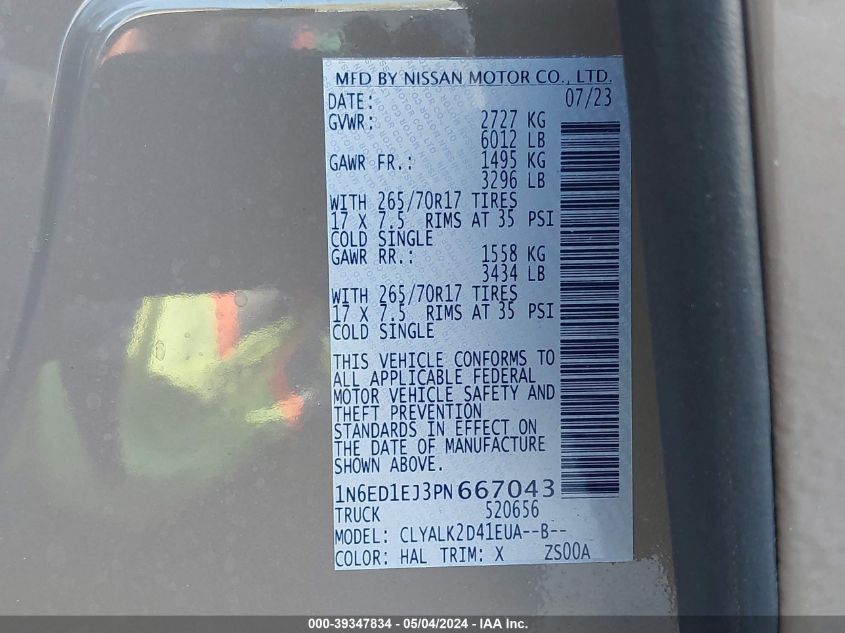 MFD BY NISSAN MOTOR CO., LTD.
DATE: 07/23
GVWR: 2727 KG
6012 LB
GAWR FR.: 1495 KG
3296 LB
WITH 265/70R17 TIRES
17 X 7.5 RIMS AT 35 PSI
COLD SINGLE
GAWR RR.: 1558 KG
3434 LB
WITH 265/70R17 TIRES
17 X 7.5 RIMS AT 35 PSI
COLD SINGLE
THIS VEHICLE CONFORMS TO
ALL APPLICABLE FEDERAL
MOTOR VEHICLE SAFETY AND
THEFT PREVENTION
STANDARDS IN EFFECT ON
THE DATE OF MANUFACTURE
SHOWN ABOVE.
1N6ED1EJ3PN667043
TRUCK 520656
MODEL: CLYALK2D41EUA--B--
COLOR: HAL TRIM: X ZS00A
000-39347834 - 05/04/2024 - IAA Inc.